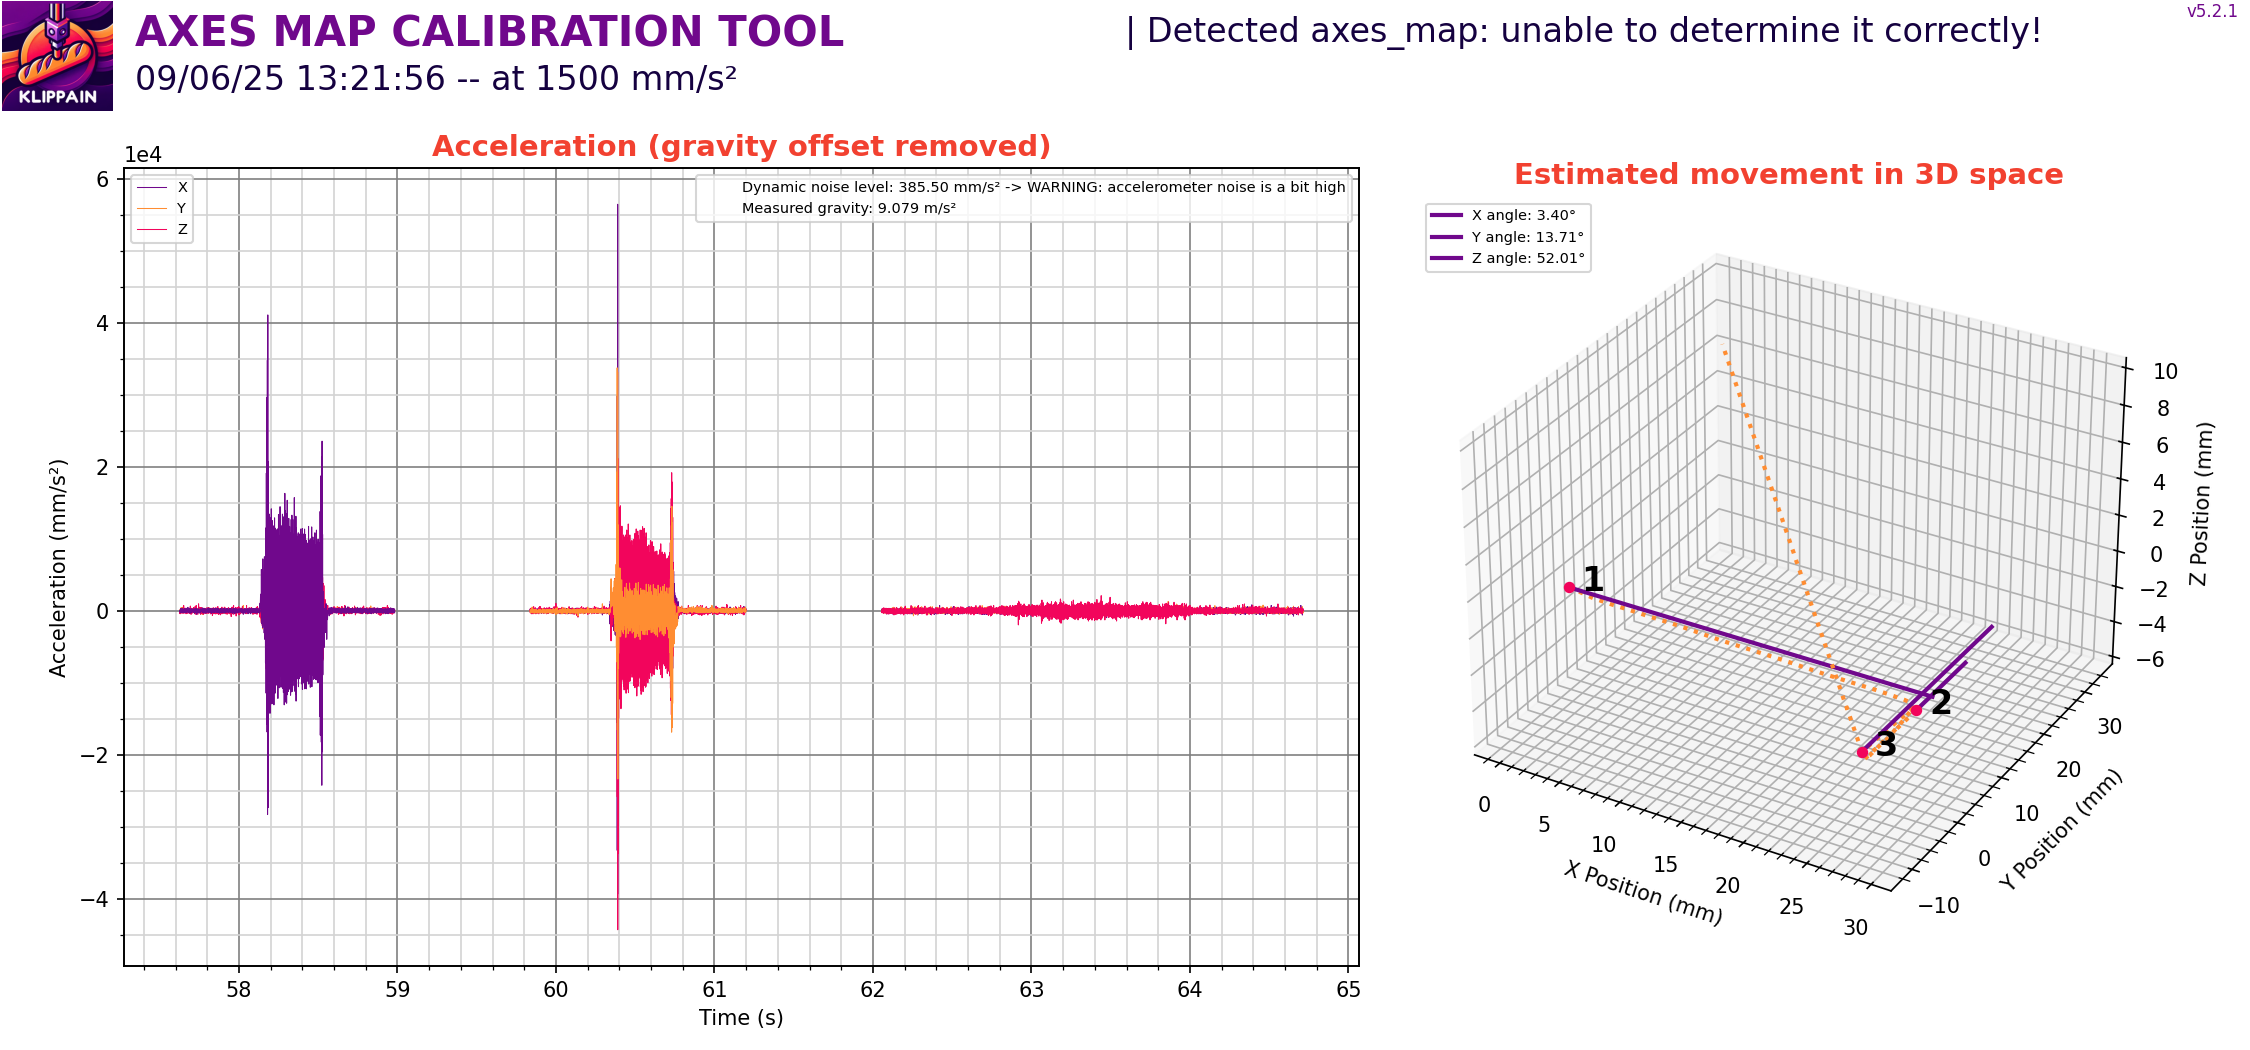 KLIPPAIN
AXES MAP CALIBRATION TOOL
09/06/25 13:21:56 -- at 1500 mm/s²
| Detected axes_map: unable to determine it correctly!
v5.2.1
Acceleration (gravity offset removed)
1e4
X
Y
Z
Dynamic noise level: 385.50 mm/s² -> WARNING: accelerometer noise is a bit high
Measured gravity: 9.079 m/s²
6
4
2
0
−2
−4
Acceleration (mm/s²)
58
59
60
61
62
63
64
65
Time (s)
Estimated movement in 3D space
X angle: 3.40°
Y angle: 13.71°
Z angle: 52.01°
1
2
3
0
5
10
15
20
25
30
X Position (mm)
−10
0
10
20
30
Y Position (mm)
10
8
6
4
2
0
−2
−4
−6
Z Position (mm)